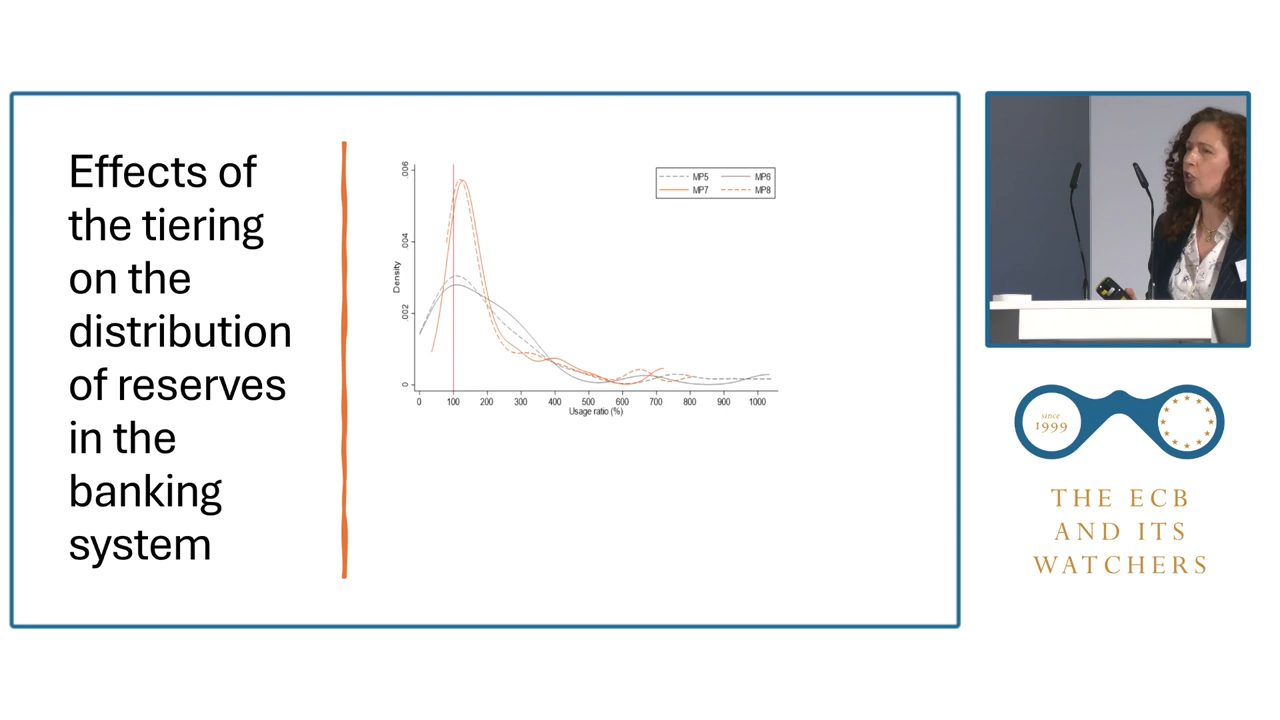 Effects of
the tiering
on the
distribution
of reserves
in the
banking
system
.006
.004
.002
0
Density
0 100 200 300 400 500 600 700 800 900 1000
Usage ratio (%)
MP5 MP6
MP7 MP8
since
1999
THE ECB
AND ITS
WATCHERS